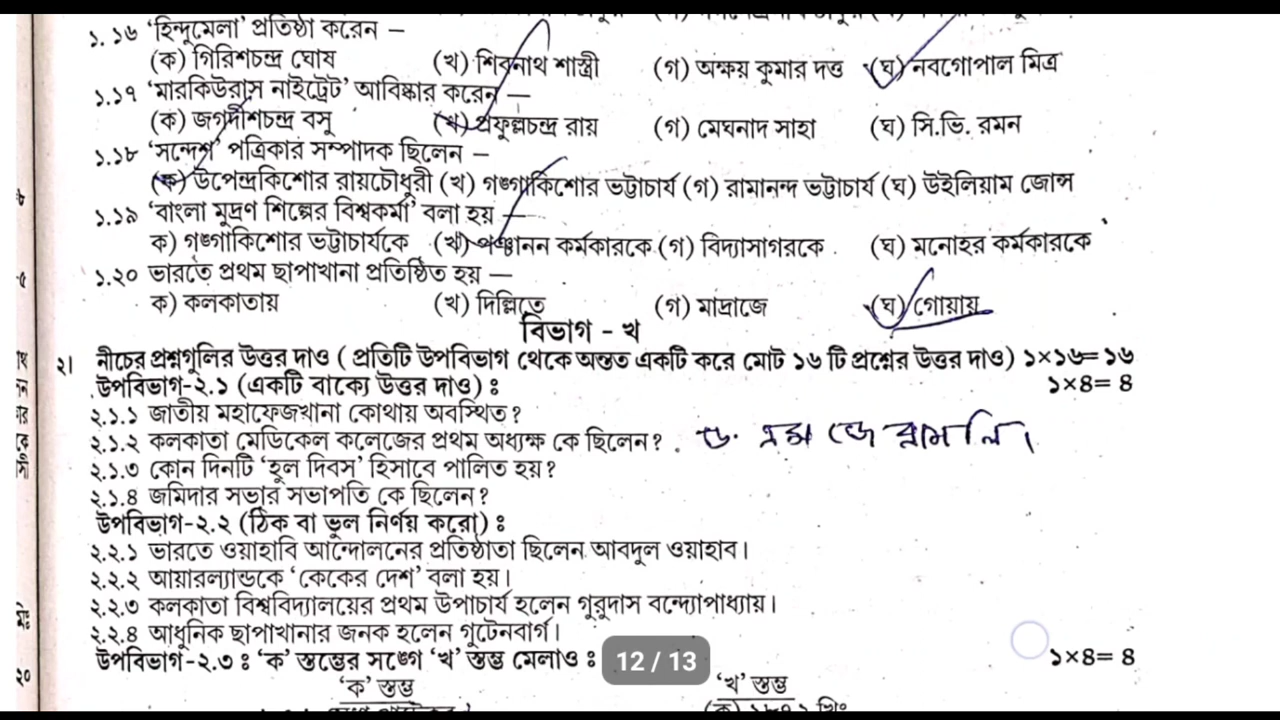 ১.১৬ ‘হিন্দুমেলা’ প্রতিষ্ঠা করেন –
(ক) গিরিশচন্দ্র ঘোষ (খ) শিবনাথ শাস্ত্রী (গ) অক্ষয় কুমার দত্ত (ঘ) নবগোপাল মিত্র
১.১৭ ‘মারকিউরাস নাইট্রেট’ আবিষ্কার করেন –
(ক) জগদীশচন্দ্র বসু (খ) প্রফুল্লচন্দ্র রায় (গ) মেঘনাদ সাহা (ঘ) সি.ভি. রমন
১.১৮ ‘সন্দেশ’ পত্রিকার সম্পাদক ছিলেন –
(ক) উপেন্দ্রকিশোর রায়চৌধুরী (খ) গঙ্গাকিশোর ভট্টাচার্য (গ) রামানন্দ ভট্টাচার্য (ঘ) উইলিয়াম জোন্স
১.১৯ ‘বাংলা মুদ্রণ শিল্পের বিশ্বকর্মা’ বলা হয় –
ক) গঙ্গাকিশোর ভট্টাচার্যকে (খ) পঞ্চানন কর্মকারকে (গ) বিদ্যাসাগরকে (ঘ) মনোহর কর্মকারকে
১.২০ ভারতে প্রথম ছাপাখানা প্রতিষ্ঠিত হয় –
ক) কলকাতায় (খ) দিল্লিতে (গ) মাদ্রাজে (ঘ) গোয়ায়
বিভাগ - খ
২। নীচের প্রশ্নগুলির উত্তর দাও ( প্রতিটি উপবিভাগ থেকে অন্তত একটি করে মোট ১৬ টি প্রশ্নের উত্তর দাও) ১×১৬= ১৬
উপবিভাগ-২.১ (একটি বাক্যে উত্তর দাও) : ১×৪= ৪
২.১.১ জাতীয় মহাফেজখানা কোথায় অবস্থিত?
২.১.২ কলকাতা মেডিকেল কলেজের প্রথম অধ্যক্ষ কে ছিলেন? ড. এম জে ব্রামলি।
২.১.৩ কোন দিনটি ‘হুল দিবস’ হিসাবে পালিত হয়?
২.১.৪ জমিদার সভার সভাপতি কে ছিলেন?
উপবিভাগ-২.২ (ঠিক বা ভুল নির্ণয় করো) :
২.২.১ ভারতে ওয়াহাবি আন্দোলনের প্রতিষ্ঠাতা ছিলেন আবদুল ওয়াহাব।
২.২.২ আয়ারল্যান্ডকে ‘কেকের দেশ’ বলা হয়।
২.২.৩ কলকাতা বিশ্ববিদ্যালয়ের প্রথম উপাচার্য হলেন গুরুদাস বন্দ্যোপাধ্যায়।
২.২.৪ আধুনিক ছাপাখানার জনক হলেন গুটেনবার্গ।
উপবিভাগ-২.৩ : ‘ক’ স্তম্ভের সঙ্গে ‘খ’ স্তম্ভ মেলাও : ১×৪= ৪
12 / 13
‘ক’ স্তম্ভ ‘খ’ স্তম্ভ